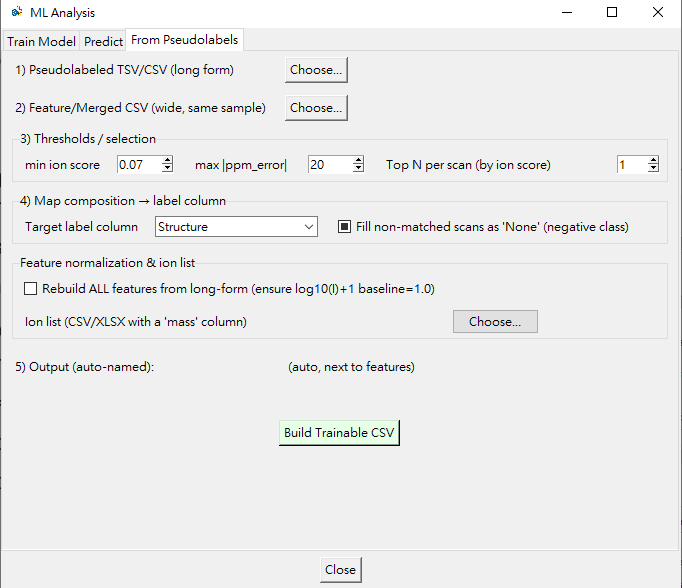 ML Analysis
Train Model Predict From Pseudolabels
1) Pseudolabeled TSV/CSV (long form) Choose...
2) Feature/Merged CSV (wide, same sample) Choose...
3) Thresholds / selection
min ion score 0.07 max |ppm_error| 20 Top N per scan (by ion score) 1
4) Map composition → label column
Target label column Structure Fill non-matched scans as 'None' (negative class)
Feature normalization & ion list
Rebuild ALL features from long-form (ensure log10(I)+1 baseline=1.0)
Ion list (CSV/XLSX with a 'mass' column) Choose...
5) Output (auto-named): (auto, next to features)
Build Trainable CSV
Close